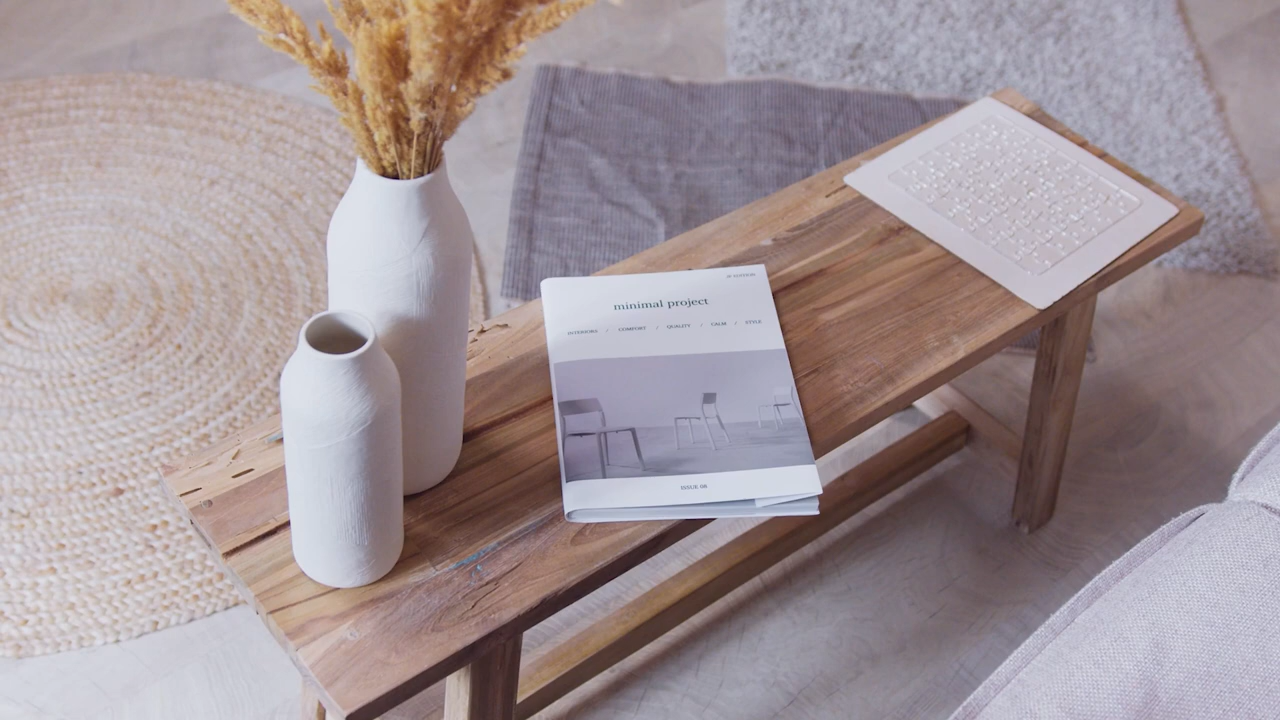 minimal project
INTERIORS / COMFORT / QUALITY / CALM / STYLE
ISSUE 08